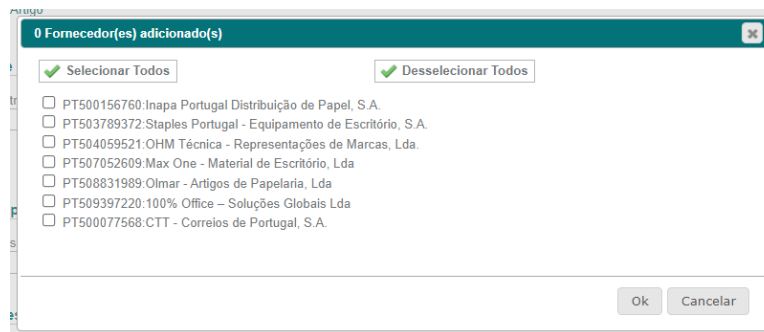 Artigo
0 Fornecedor(es) adicionado(s)
Selecionar Todos
Desselecionar Todos
PT500156760:Inapa Portugal Distribuição de Papel, S.A.
PT503789372:Staples Portugal - Equipamento de Escritório, S.A.
PT504059521:OHM Técnica - Representações de Marcas, Lda.
PT507052609:Max One - Material de Escritório, Lda
PT508831989:Olmar - Artigos de Papelaria, Lda
PT509397220:100% Office – Soluções Globais Lda
PT500077568:CTT - Correios de Portugal, S.A.
Ok
Cancelar